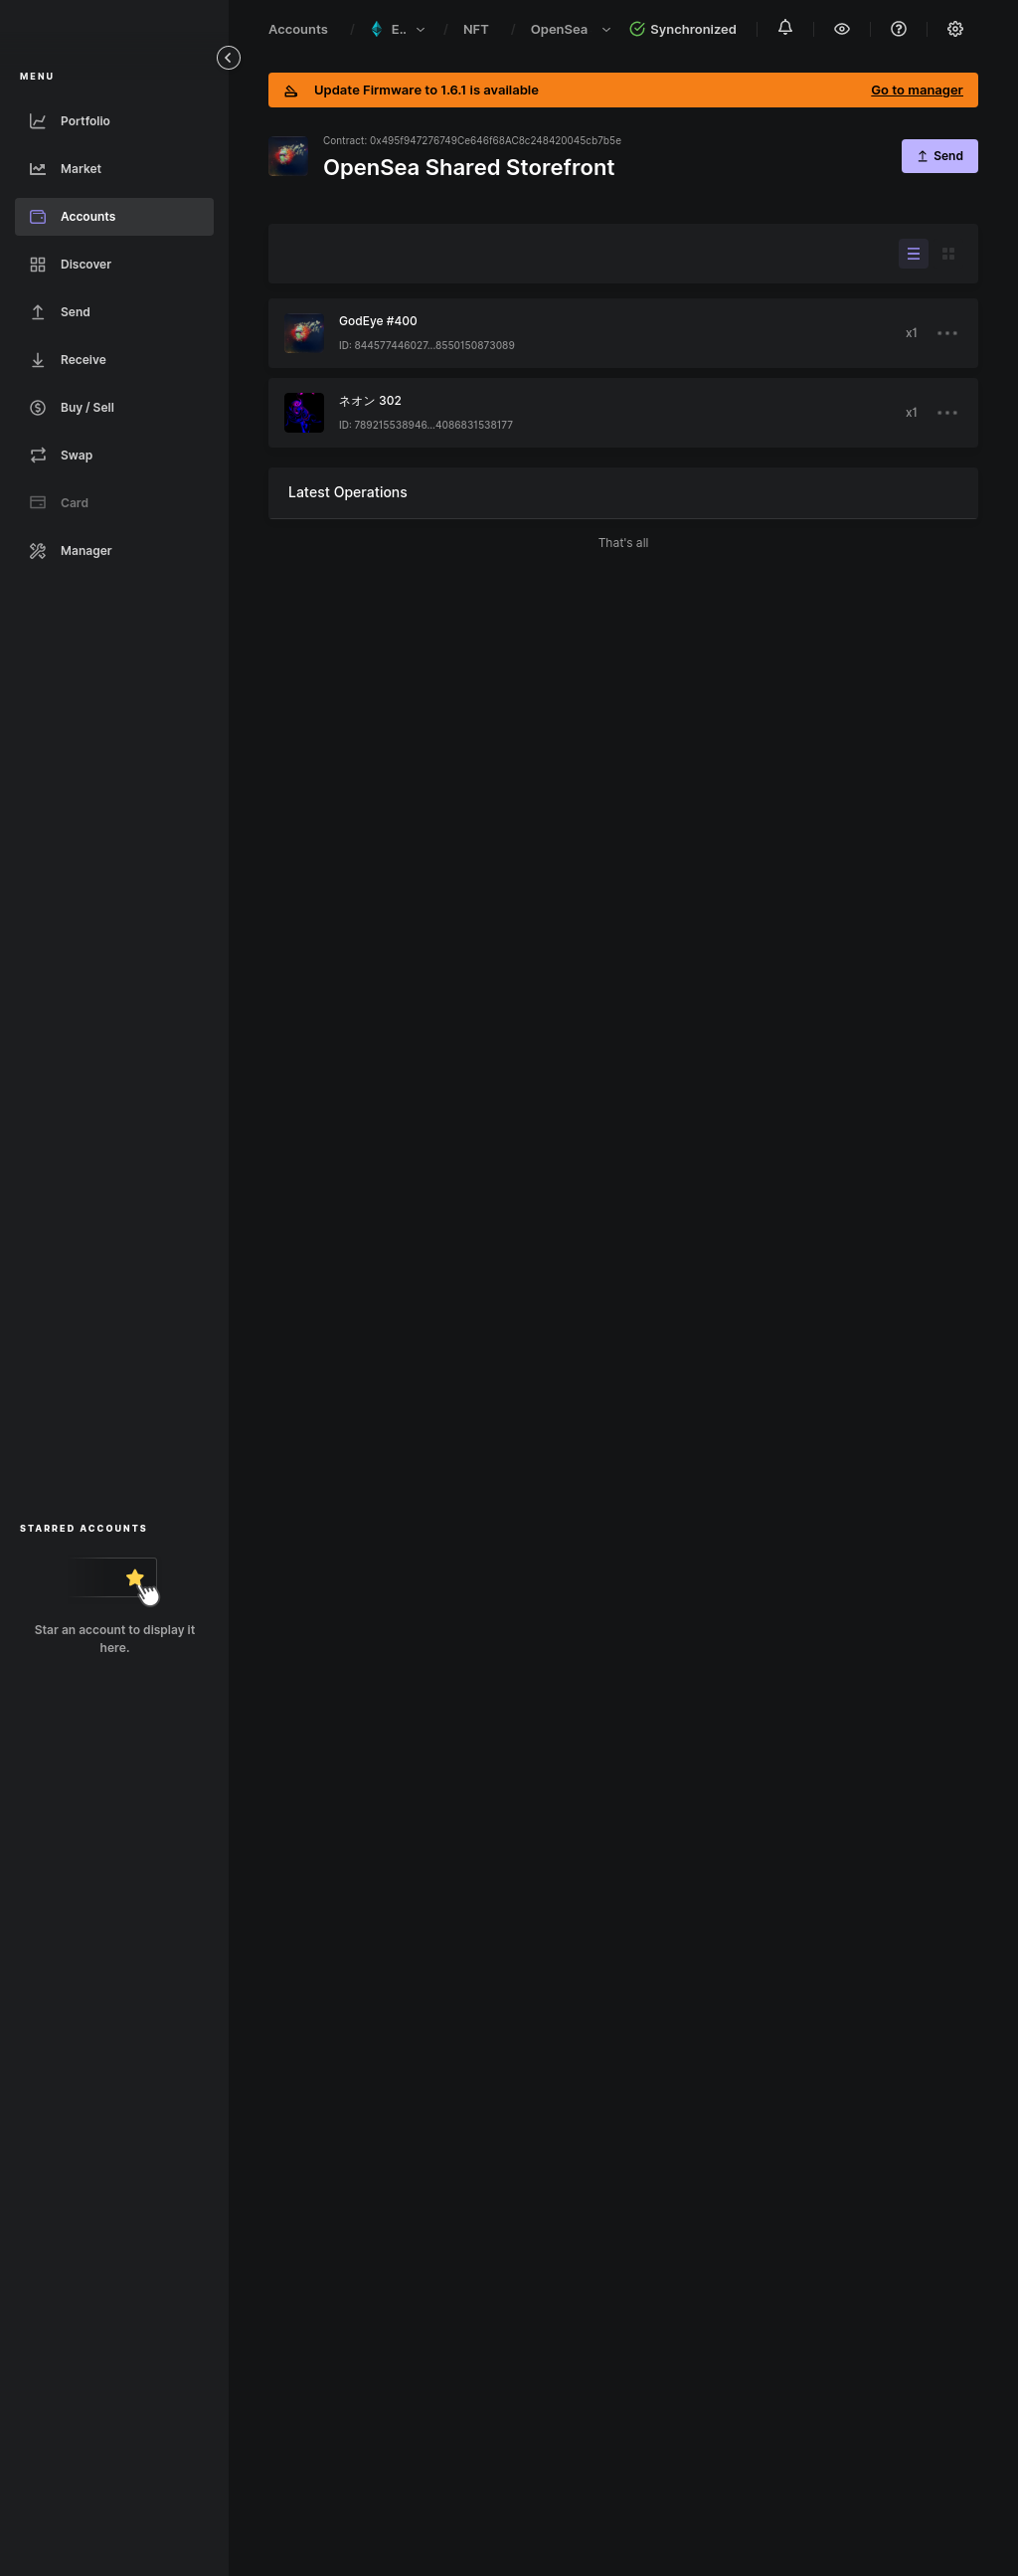 Accounts / E.. / NFT / OpenSea Synchronized
MENU
Portfolio
Market
Accounts
Discover
Send
Receive
Buy / Sell
Swap
Card
Manager
STARRED ACCOUNTS
Star an account to display it
here.
Update Firmware to 1.6.1 is available Go to manager
Contract: 0x495f947276749Ce646f68AC8c248420045cb7b5e
OpenSea Shared Storefront
Send
GodEye #400
ID: 844577446027...8550150873089
x1
ネオン 302
ID: 789215538946...4086831538177
x1
Latest Operations
That's all